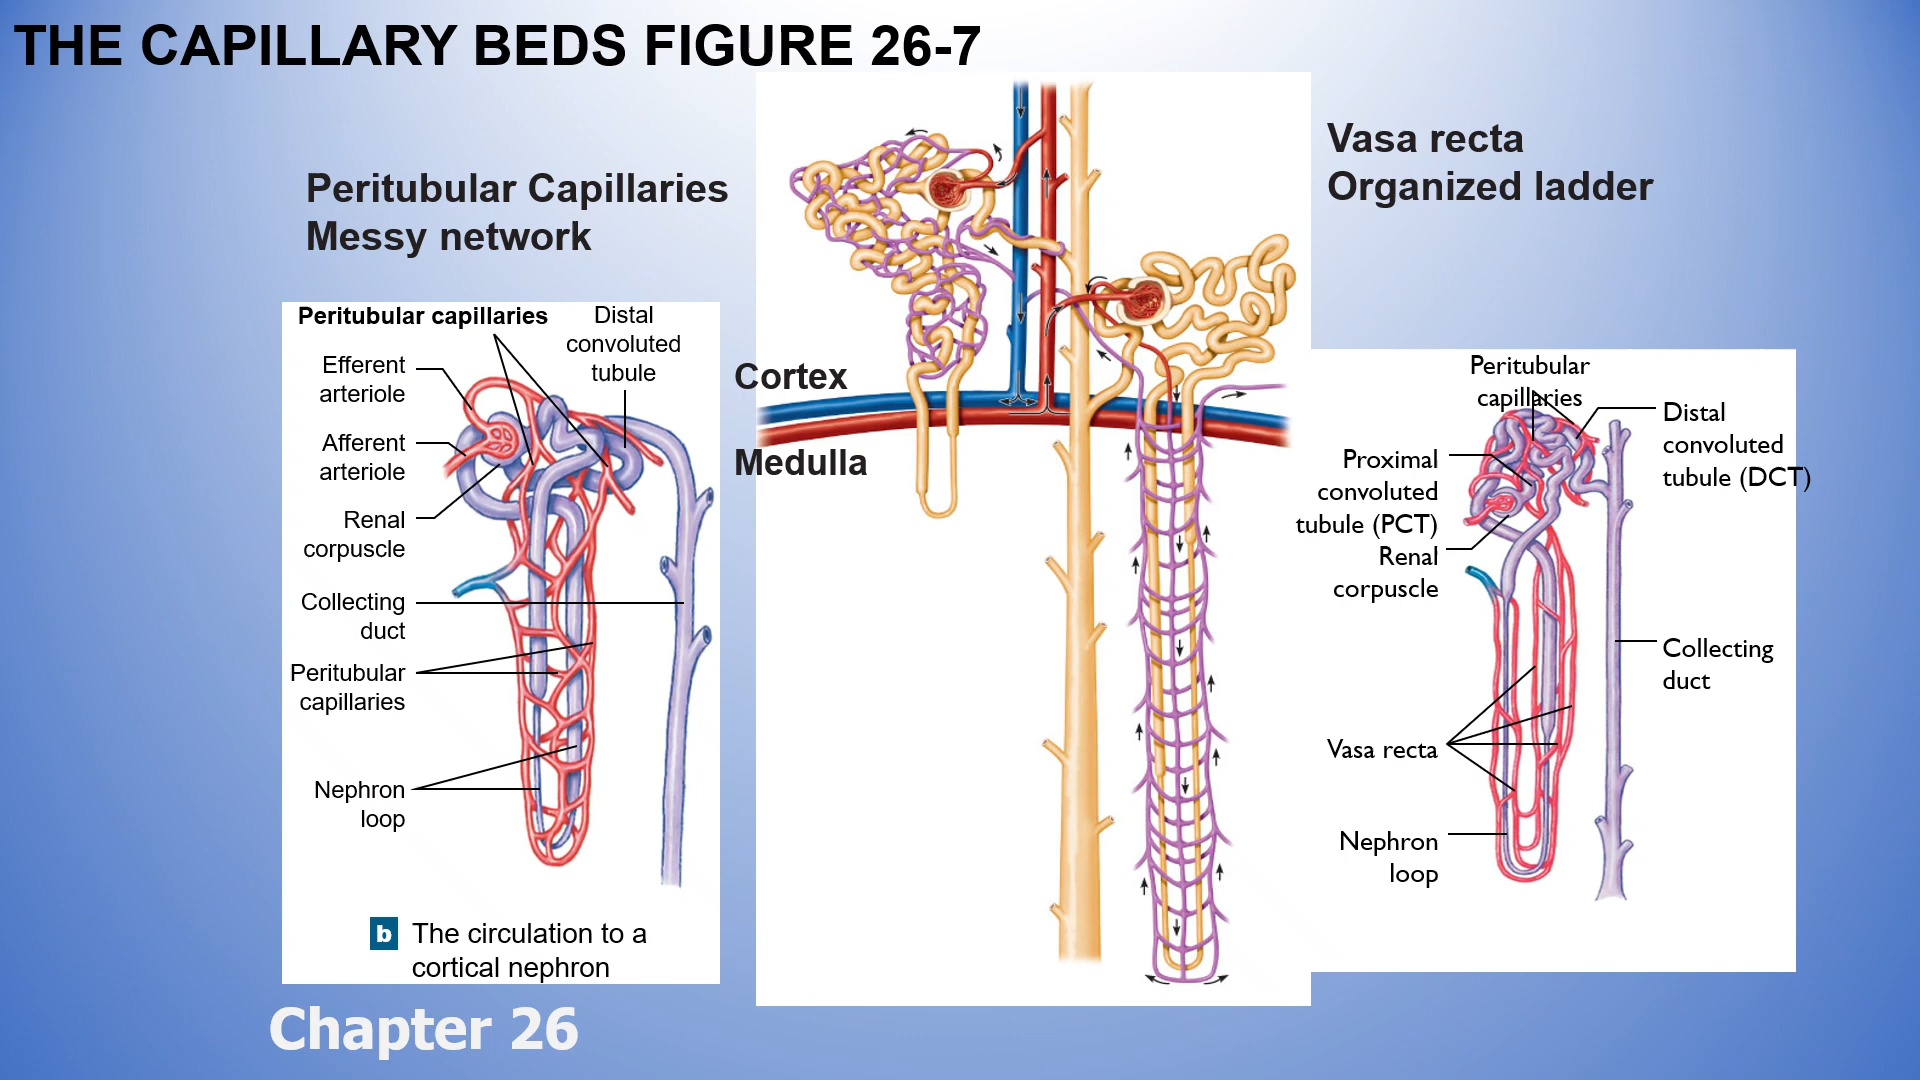 THE CAPILLARY BEDS FIGURE 26-7
Peritubular Capillaries
Messy network
Vasa recta
Organized ladder
Peritubular capillaries
Distal
convoluted
tubule
Efferent
arteriole
Afferent
arteriole
Renal
corpuscle
Collecting
duct
Peritubular
capillaries
Nephron
loop
b The circulation to a
cortical nephron
Cortex
Medulla
Peritubular
capillaries
Distal
convoluted
tubule (DCT)
Proximal
convoluted
tubule (PCT)
Renal
corpuscle
Collecting
duct
Vasa recta
Nephron
loop
Chapter 26